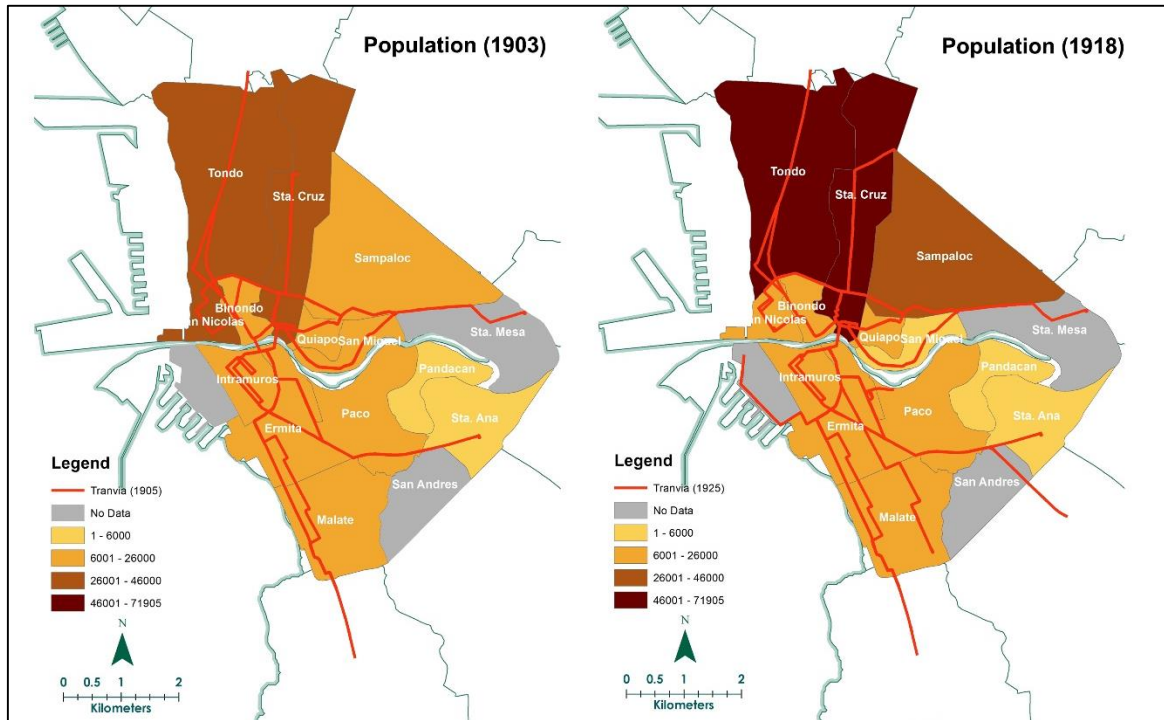 Population (1903)
Tondo
Sta. Cruz
Sampaloc
Binondo
n Nicolas
Quiapo
San Miguel
Sta. Mesa
Intramuros
Pandacan
Paco
Sta. Ana
Ermita
San Andres
Malate
Legend
Tranvia (1905)
No Data
1 - 6000
6001 - 26000
26001 - 46000
46001 - 71905
N
0 0.5 1 2
Kilometers
Population (1918)
Tondo
Sta. Cruz
Sampaloc
Binondo
n Nicolas
Quiapo
San Miguel
Sta. Mesa
Intramuros
Pandacan
Paco
Sta. Ana
Ermita
San Andres
Malate
Legend
Tranvia (1925)
No Data
1 - 6000
6001 - 26000
26001 - 46000
46001 - 71905
N
0 0.5 1 2
Kilometers